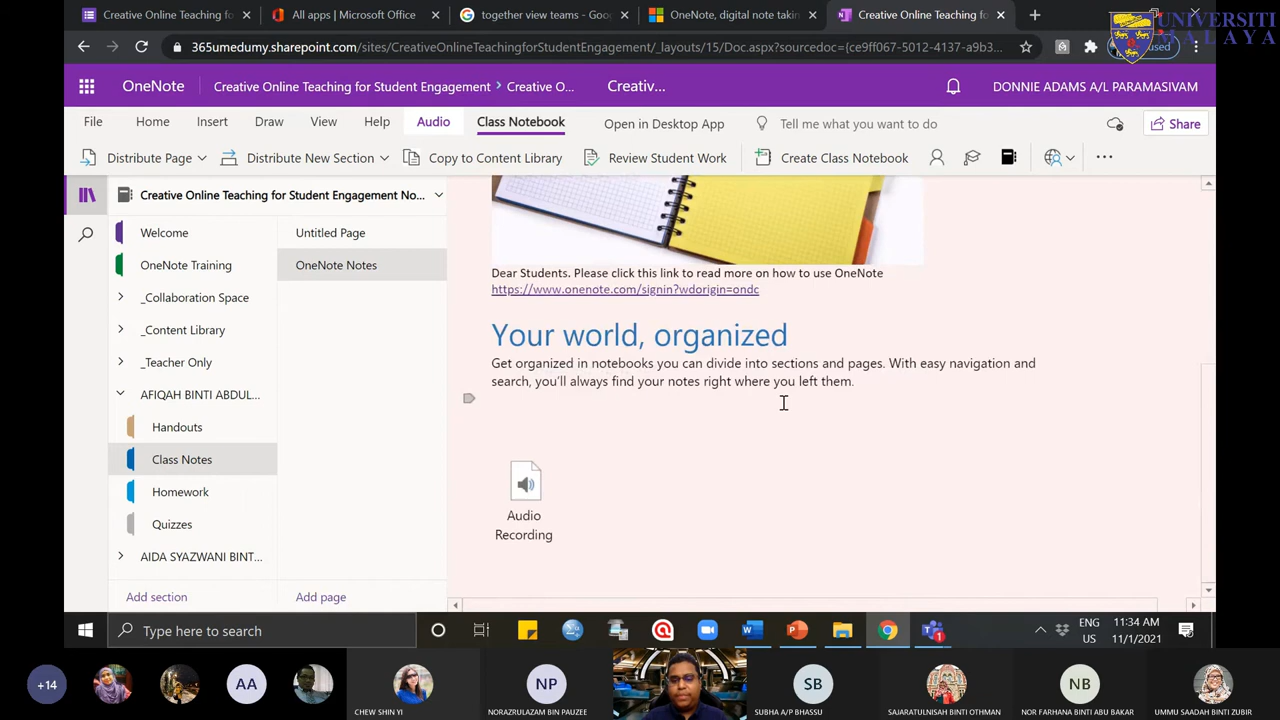 Creative Online Teaching for St
All apps | Microsoft Office
together view teams - Goo
OneNote, digital note takin
Creative Online Teaching fo
UNIVERSITI
MALAYA
365umedumy.sharepoint.com/sites/CreativeOnlineTeachingforStudentEngagement/_layouts/15/Doc.aspx?sourcedoc={ce9ff067-5012-4137-a9b3...
OneNote
Creative Online Teaching for Student Engagement > Creative O...
Creativ...
DONNIE ADAMS A/L PARAMASIVAM
File
Home
Insert
Draw
View
Help
Audio
Class Notebook
Open in Desktop App
Tell me what you want to do
Share
Distribute Page
Distribute New Section
Copy to Content Library
Review Student Work
Create Class Notebook
Creative Online Teaching for Student Engagement No...
Welcome
OneNote Training
_Collaboration Space
_Content Library
_Teacher Only
AFIQAH BINTI ABDUL...
Handouts
Class Notes
Homework
Quizzes
AIDA SYAZWANI BINT...
Add section
Untitled Page
OneNote Notes
Add page
Dear Students. Please click this link to read more on how to use OneNote
https://www.onenote.com/signin?wdorigin=ondc
Your world, organized
Get organized in notebooks you can divide into sections and pages. With easy navigation and
search, you'll always find your notes right where you left them.
Audio
Recording
Type here to search
ENG
US
11:34 AM
11/1/2021
+14
AA
CHEW SHIN YI
NP
NORAZRULAZAM BIN PAUZEE
SB
SUBHA A/P BHASSU
SAJARATULNISAH BINTI OTHMAN
NB
NOR FARHANA BINTI ABU BAKAR
UMMU SAADAH BINTI ZUBIR